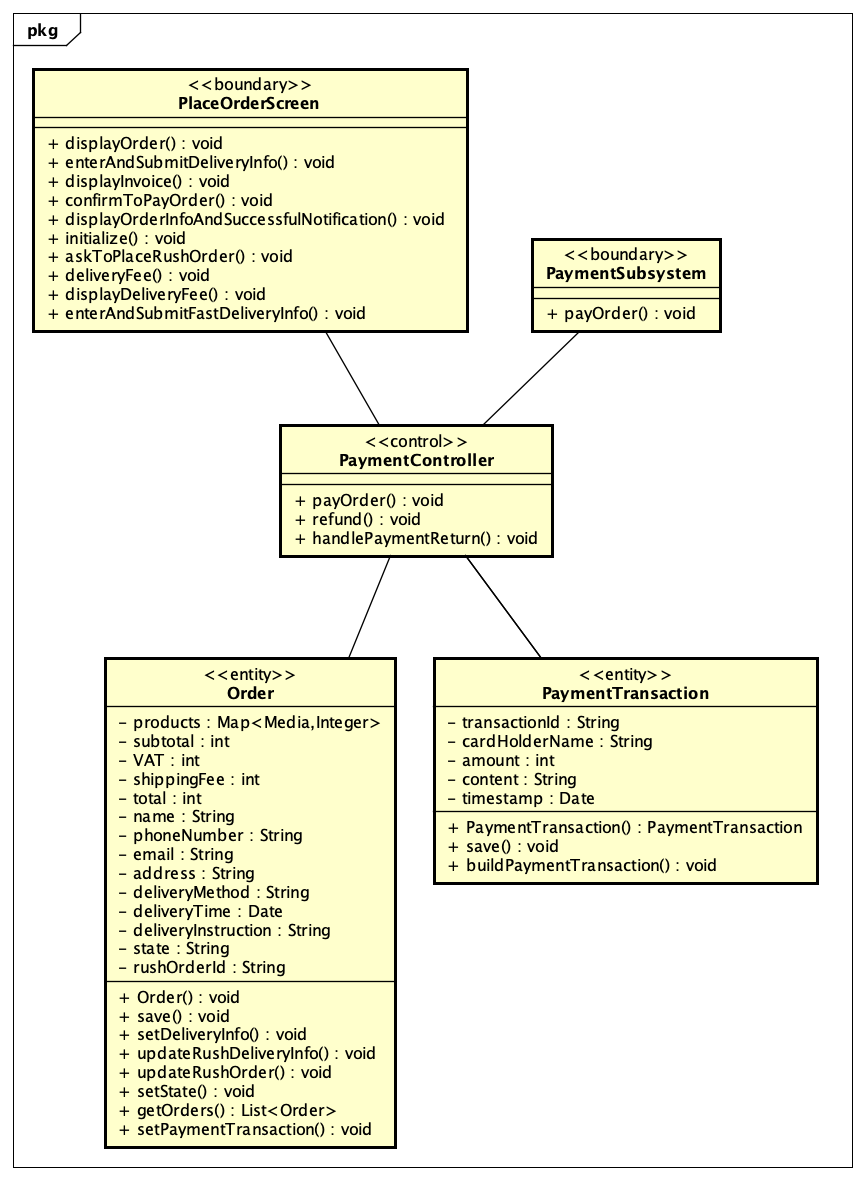 pkg
<<boundary>>
PlaceOrderScreen
+ displayOrder() : void
+ enterAndSubmitDeliveryInfo() : void
+ displayInvoice() : void
+ confirmToPayOrder() : void
+ displayOrderInfoAndSuccessfulNotification() : void
+ initialize() : void
+ askToPlaceRushOrder() : void
+ deliveryFee() : void
+ displayDeliveryFee() : void
+ enterAndSubmitFastDeliveryInfo() : void
<<boundary>>
PaymentSubsystem
+ payOrder() : void
<<control>>
PaymentController
+ payOrder() : void
+ refund() : void
+ handlePaymentReturn() : void
<<entity>>
Order
- products : Map<Media,Integer>
- subtotal : int
- VAT : int
- shippingFee : int
- total : int
- name : String
- phoneNumber : String
- email : String
- address : String
- deliveryMethod : String
- deliveryTime : Date
- deliveryInstruction : String
- state : String
- rushOrderId : String
+ Order() : void
+ save() : void
+ setDeliveryInfo() : void
+ updateRushDeliveryInfo() : void
+ updateRushOrder() : void
+ setState() : void
+ getOrders() : List<Order>
+ setPaymentTransaction() : void
<<entity>>
PaymentTransaction
- transactionId : String
- cardHolderName : String
- amount : int
- content : String
- timestamp : Date
+ PaymentTransaction() : PaymentTransaction
+ save() : void
+ buildPaymentTransaction() : void